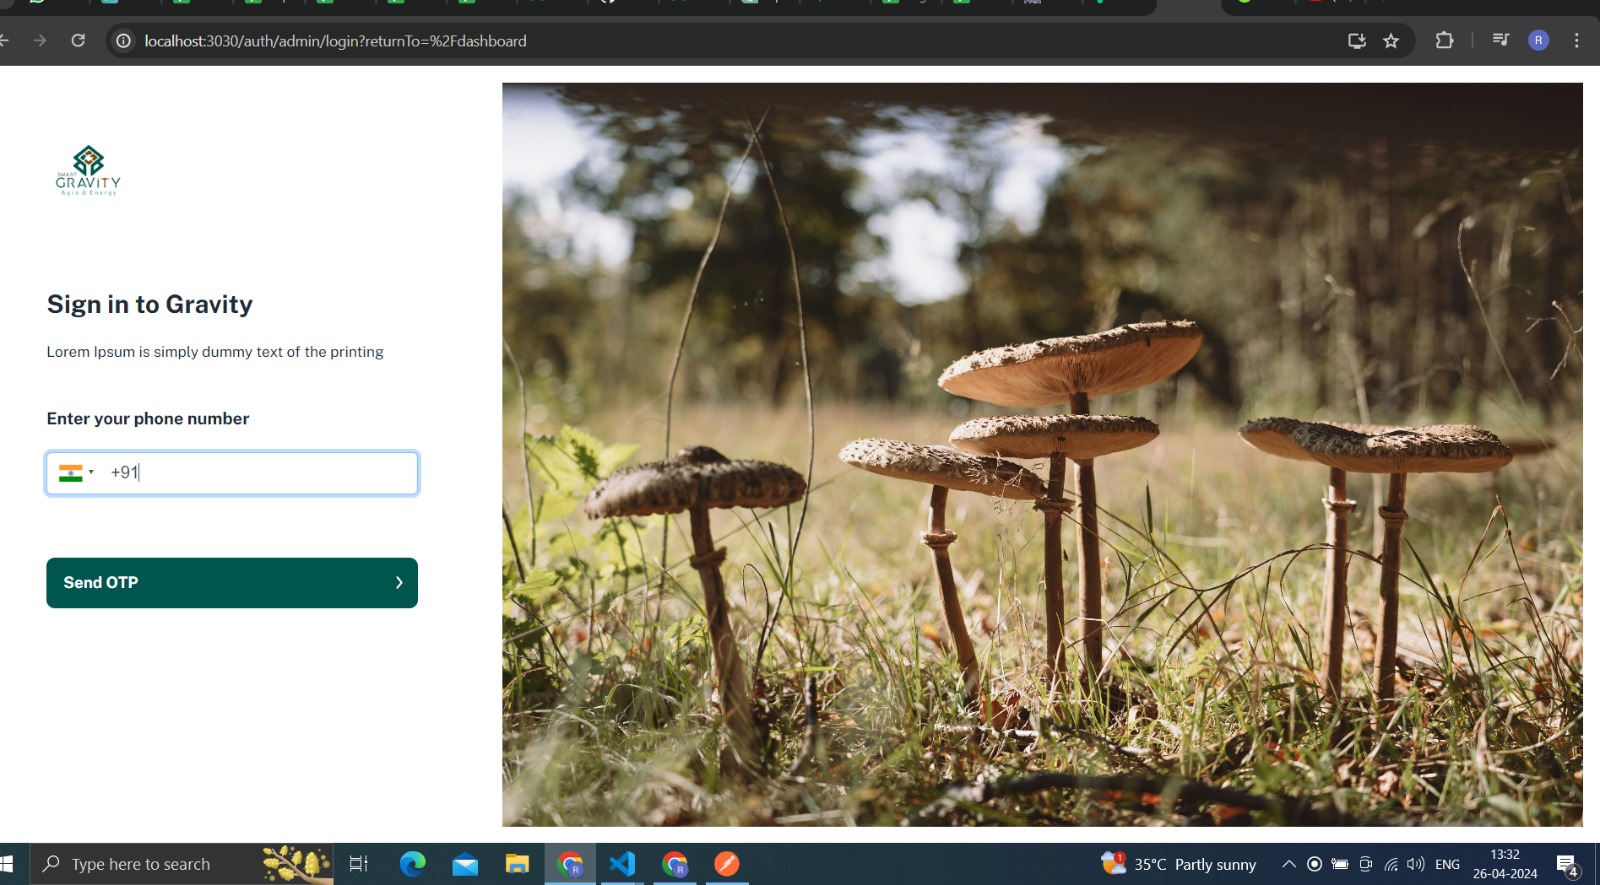 localhost:3030/auth/admin/login?returnTo=%2Fdashboard
R
SMART
GRAVITY
Agro & Energy
Sign in to Gravity
Lorem Ipsum is simply dummy text of the printing
Enter your phone number
+91
Send OTP
Type here to search
R
R
1
35°C Partly sunny
ENG
13:32
26-04-2024
4